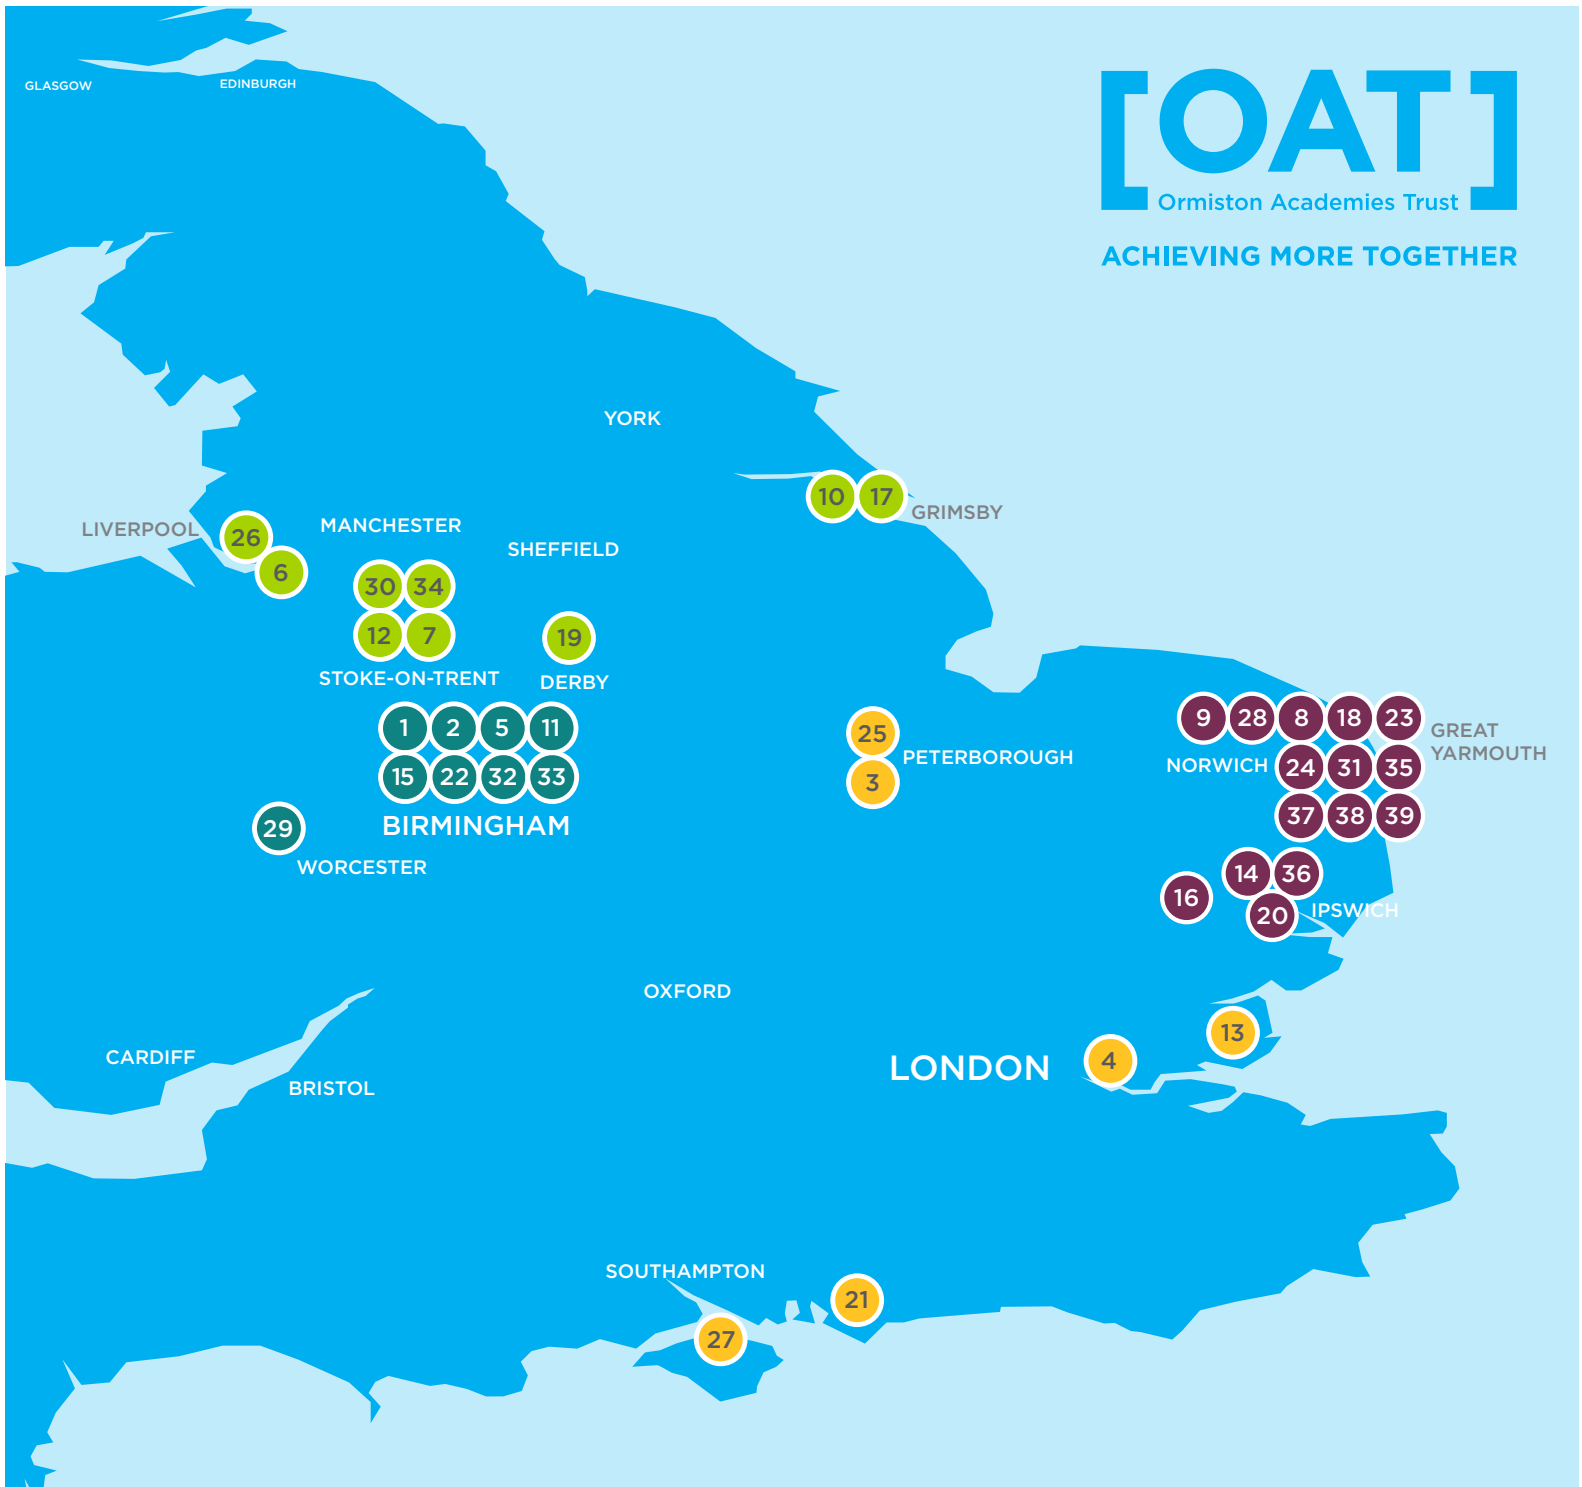 GLASGOW
EDINBURGH
[OAT]
Ormiston Academies Trust
ACHIEVING MORE TOGETHER
YORK
10 17
GRIMSBY
LIVERPOOL
26
6
MANCHESTER
SHEFFIELD
30 34
12 7
STOKE-ON-TRENT
19
DERBY
1 2 5 11
15 22 32 33
BIRMINGHAM
29
WORCESTER
25
3
PETERBOROUGH
9 28 8 18 23
GREAT
YARMOUTH
NORWICH
24 31 35
37 38 39
14 36
16
20
IPSWICH
OXFORD
CARDIFF
BRISTOL
LONDON
4
13
SOUTHAMPTON
21
27